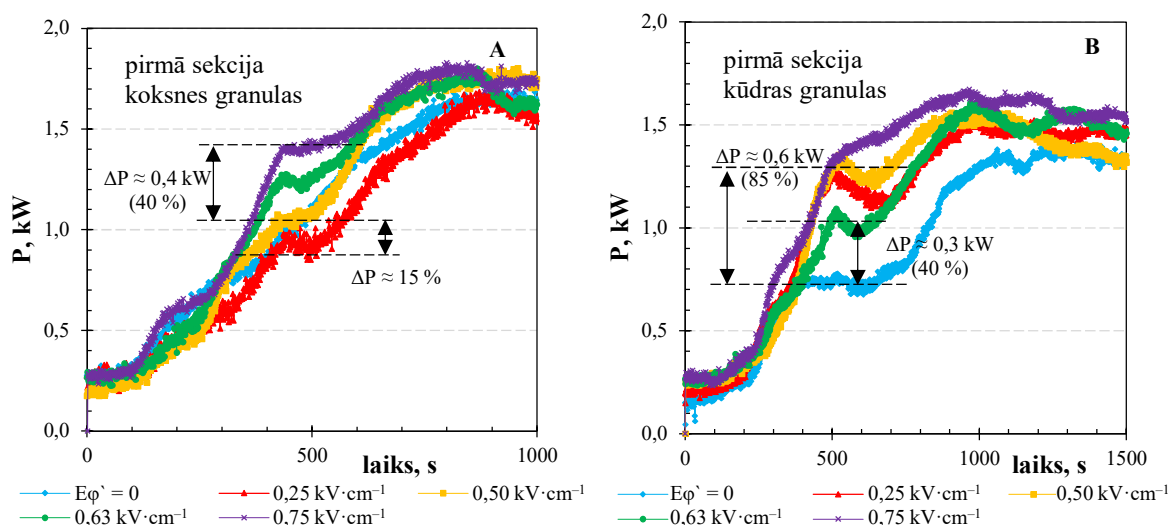 2,0
1,5
1,0
0,5
0,0
P, kW
A
pirmā sekcija
koksnes granulas
ΔP ≈ 0,4 kW
(40 %)
ΔP ≈ 15 %
0
500
1000
laiks, s
Eφ` = 0
0,25 kV·cm⁻¹
0,50 kV·cm⁻¹
0,63 kV·cm⁻¹
0,75 kV·cm⁻¹
2,0
1,5
1,0
0,5
0,0
P, kW
B
pirmā sekcija
kūdras granulas
ΔP ≈ 0,6 kW
(85 %)
ΔP ≈ 0,3 kW
(40 %)
0
500
1000
1500
laiks, s
Eφ` = 0
0,25 kV·cm⁻¹
0,50 kV·cm⁻¹
0,63 kV·cm⁻¹
0,75 kV·cm⁻¹